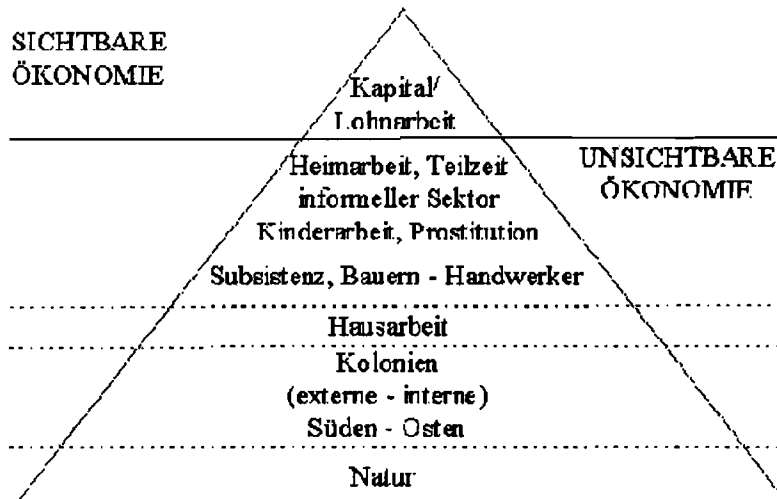 SICHTBARE
ÖKONOMIE
Kapital/
Lohnarbeit
Heimarbeit, Teilzeit
UNSICHTBARE
informeller Sektor
ÖKONOMIE
Kinderarbeit, Prostitution
Subsistenz, Bauern - Handwerker
Hausarbeit
Kolonien
(externe - interne)
Süden - Osten
Natur